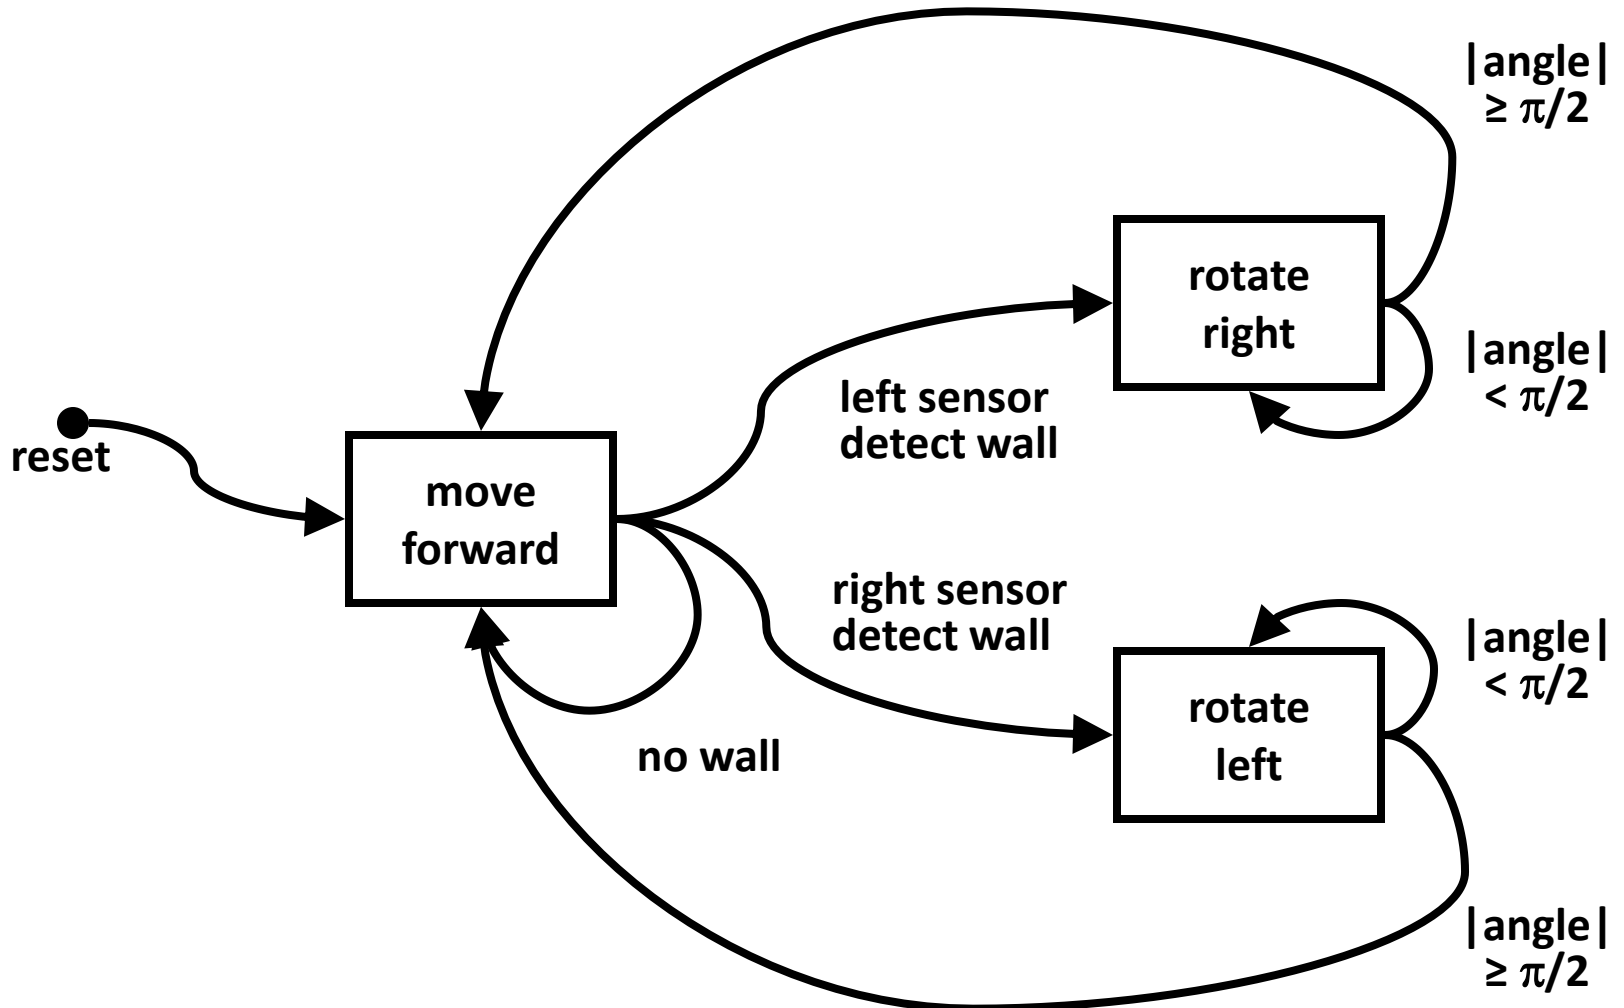 |angle|
≥ π/2
rotate
right
|angle|
< π/2
left sensor
detect wall
reset
move
forward
right sensor
detect wall
|angle|
< π/2
rotate
left
no wall
|angle|
≥ π/2